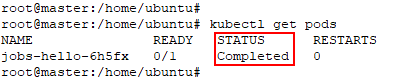 root@master:/home/ubuntu#
root@master:/home/ubuntu# kubectl get pods
NAME READY STATUS RESTARTS
jobs-hello-6h5fx 0/1 Completed 0
root@master:/home/ubuntu#